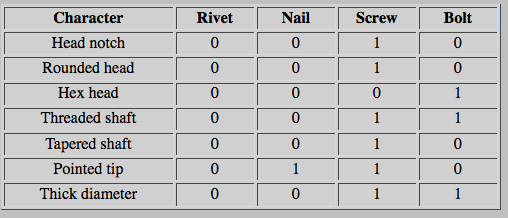 Character Rivet Nail Screw Bolt
Head notch 0 0 1 0
Rounded head 0 0 1 0
Hex head 0 0 0 1
Threaded shaft 0 0 1 1
Tapered shaft 0 0 1 0
Pointed tip 0 1 1 0
Thick diameter 0 0 1 1